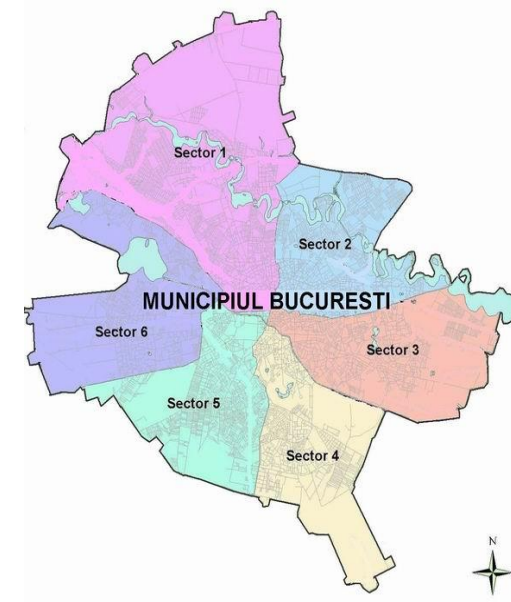 Sector 1
Sector 2
MUNICIPIUL BUCURESTI
Sector 6
Sector 3
Sector 5
Sector 4
N